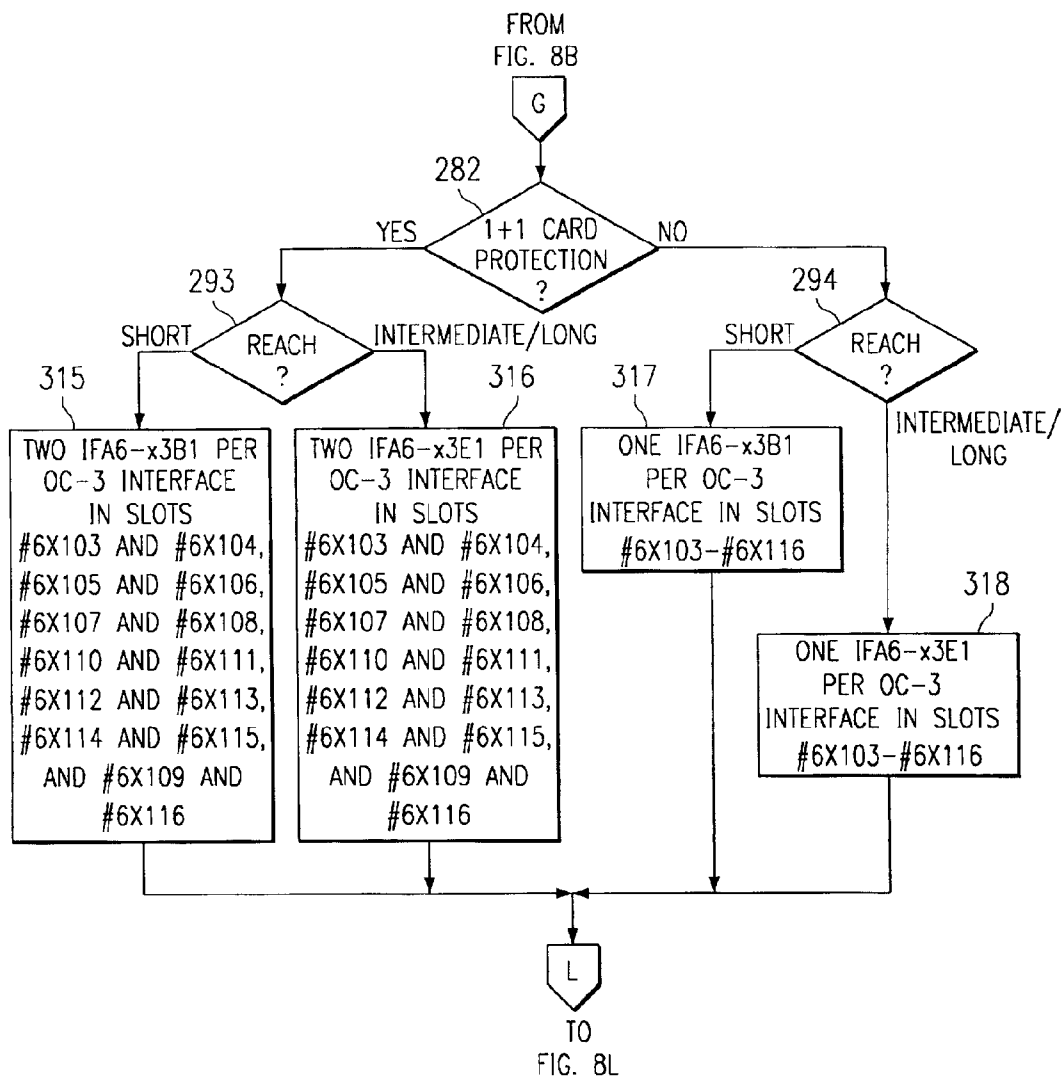 FROM
FIG. 8B
G
282
YES
1+1 CARD
PROTECTION
?
NO
293
SHORT
REACH
?
INTERMEDIATE/LONG
294
SHORT
REACH
?
INTERMEDIATE/
LONG
315
TWO IFA6-x3B1 PER
OC-3 INTERFACE
IN SLOTS
#6X103 AND #6X104,
#6X105 AND #6X106,
#6X107 AND #6X108,
#6X110 AND #6X111,
#6X112 AND #6X113,
#6X114 AND #6X115,
AND #6X109 AND
#6X116
316
TWO IFA6-x3E1 PER
OC-3 INTERFACE
IN SLOTS
#6X103 AND #6X104,
#6X105 AND #6X106,
#6X107 AND #6X108,
#6X110 AND #6X111,
#6X112 AND #6X113,
#6X114 AND #6X115,
AND #6X109 AND
#6X116
317
ONE IFA6-x3B1
PER OC-3
INTERFACE IN SLOTS
#6X103-#6X116
318
ONE IFA6-x3E1
PER OC-3
INTERFACE IN SLOTS
#6X103-#6X116
L
TO
FIG. 8L